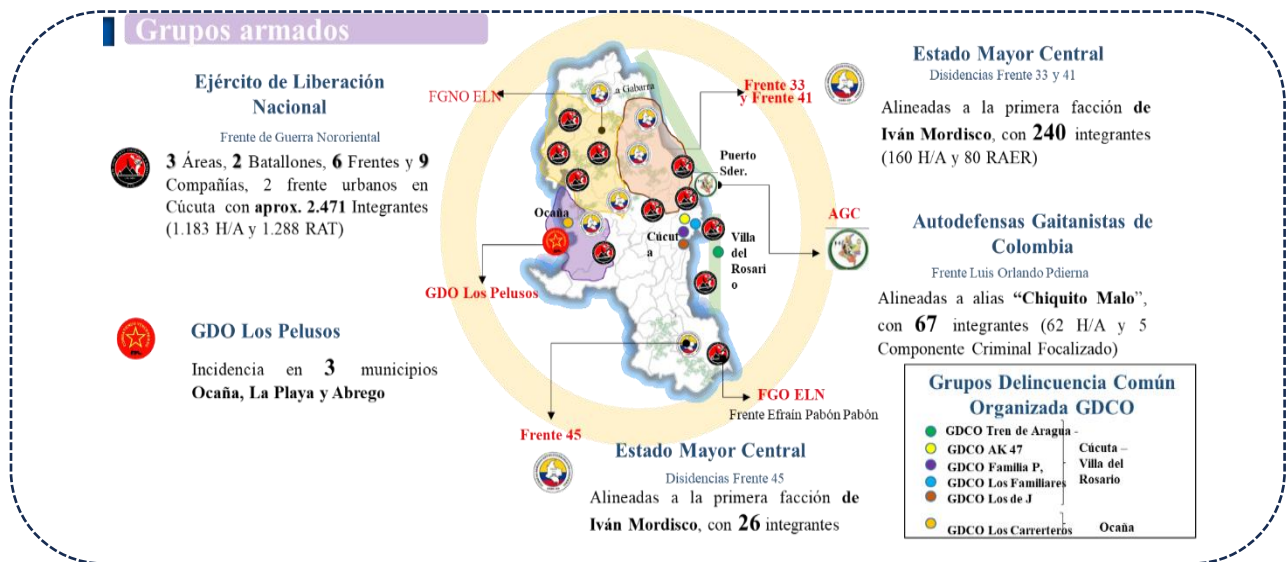 Grupos armados
Ejército de Liberación
Nacional
Frente de Guerra Nororiental
3 Áreas, 2 Batallones, 6 Frentes y 9
Compañías, 2 frente urbanos en
Cúcuta con aprox. 2.471 Integrantes
(1.183 H/A y 1.288 RAT)
GDO Los Pelusos
Incidencia en 3 municipios
Ocaña, La Playa y Abrego
FGNO ELN
a Gabarra
Frente 33
y Frente 41
Puerto
Sder.
Ocaña
Cúcut
a
Villa
del
Rosari
o
AGC
GDO Los Pelusos
FGO ELN
Frente Efraín Pabón Pabón
Frente 45
Estado Mayor Central
Disidencias Frente 45
Alineadas a la primera facción de
Iván Mordisco, con 26 integrantes
Estado Mayor Central
Disidencias Frente 33 y 41
Alineadas a la primera facción de
Iván Mordisco, con 240 integrantes
(160 H/A y 80 RAER)
Autodefensas Gaitanistas de
Colombia
Frente Luis Orlando Pdierna
Alineadas a alias “Chiquito Malo”,
con 67 integrantes (62 H/A y 5
Componente Criminal Focalizado)
Grupos Delincuencia Común
Organizada GDCO
GDCO Tren de Aragua –
GDCO AK 47
GDCO Familia P,
GDCO Los Familiares
GDCO Los de J
Cúcuta –
Villa del
Rosario
GDCO Los Carrerteros
Ocaña